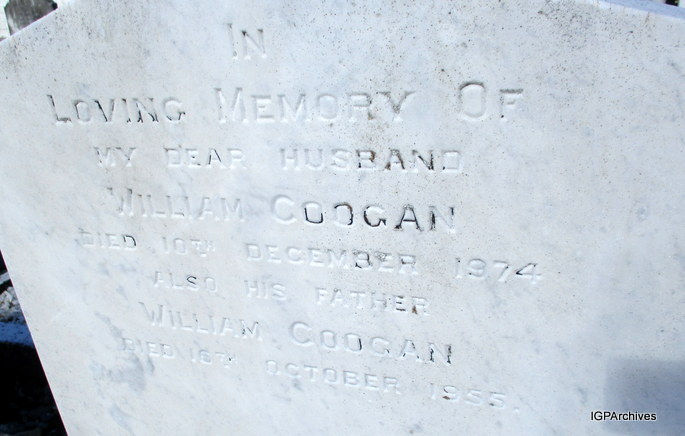 IN
LOVING MEMORY OF
MY DEAR HUSBAND
WILLIAM COOGAN
DIED 10TH DECEMBER 1974
ALSO HIS FATHER
WILLIAM COOGAN
DIED 16TH OCTOBER 1955.
IGPArchives